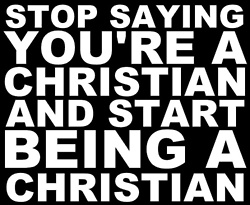 STOP SAYING
YOU'RE A
CHRISTIAN
AND START
BEING A
CHRISTIAN